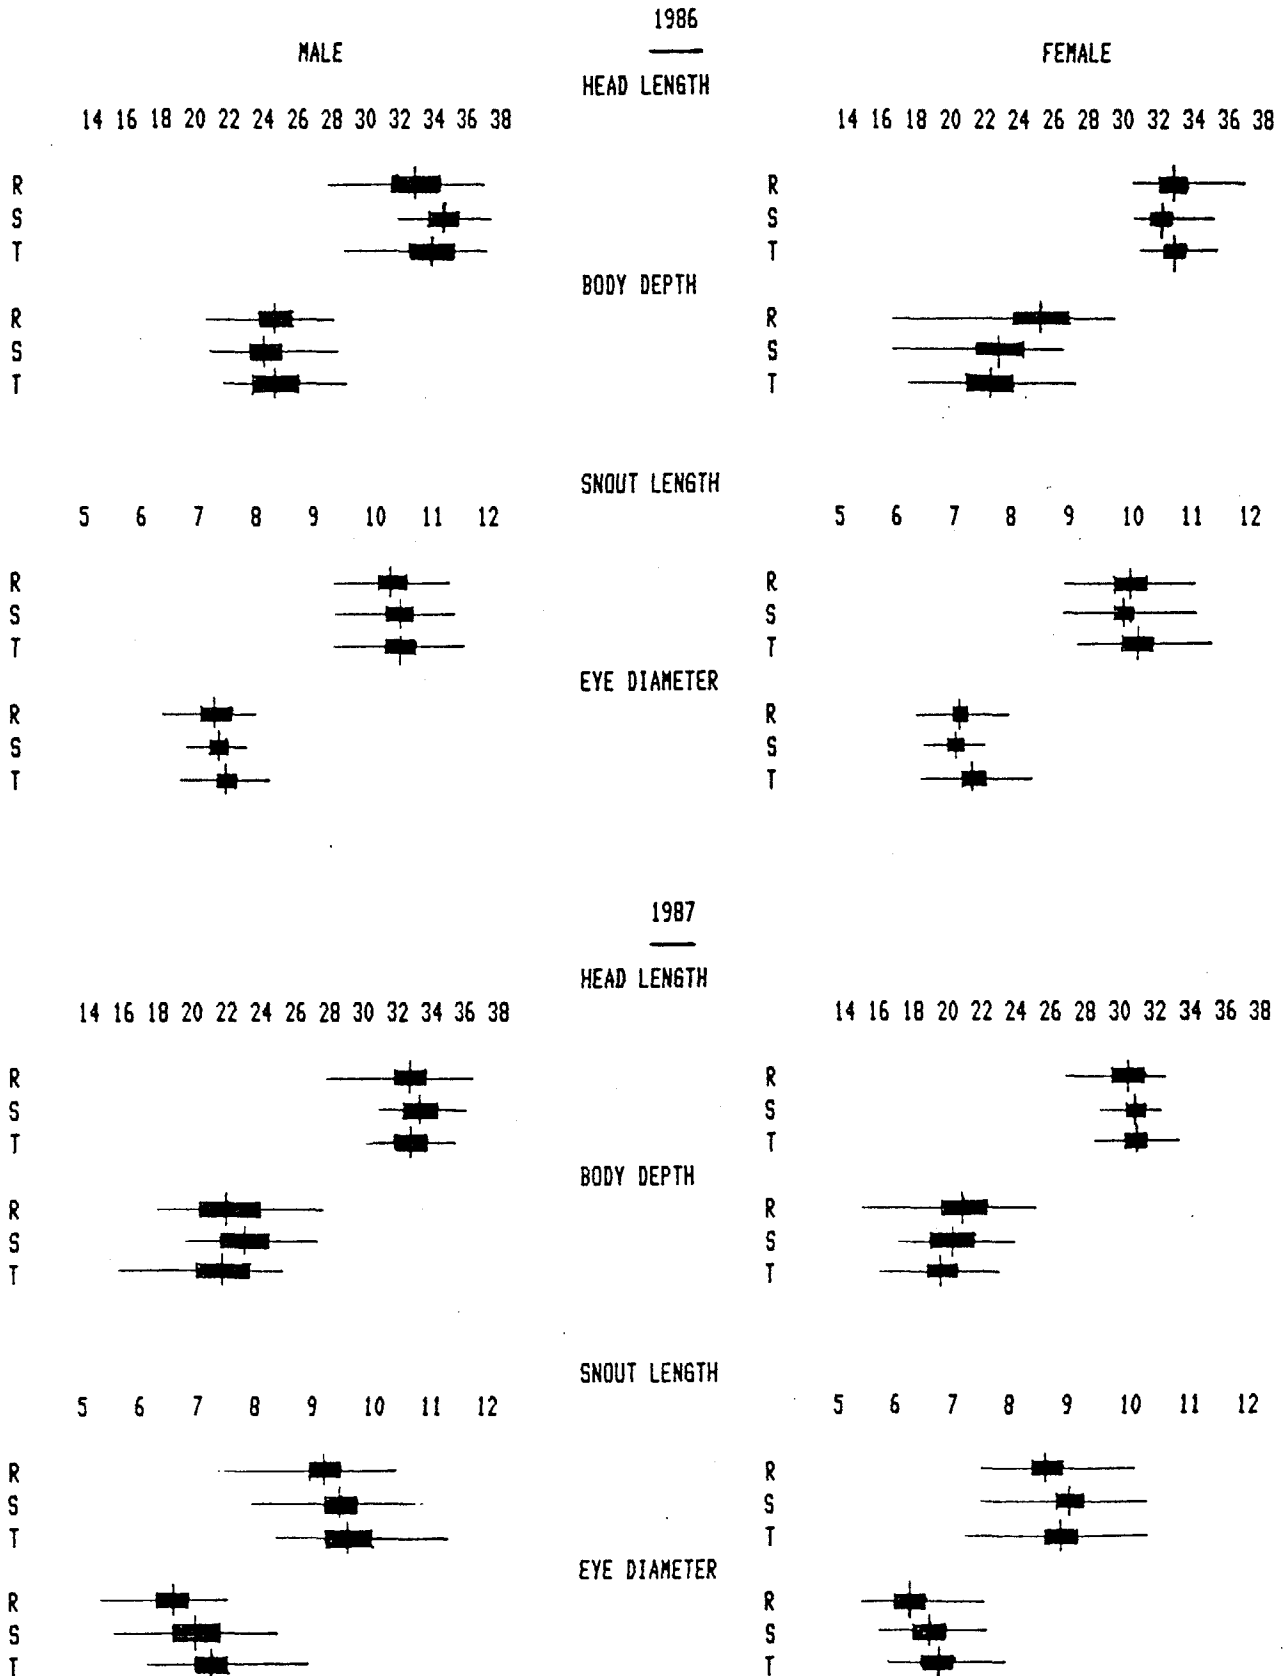 1986
MALE FEMALE
HEAD LENGTH
14 16 18 20 22 24 26 28 30 32 34 36 38 14 16 18 20 22 24 26 28 30 32 34 36 38
R R
S S
T T
BODY DEPTH
R R
S S
T T
SNOUT LENGTH
5 6 7 8 9 10 11 12 5 6 7 8 9 10 11 12
R R
S S
T T
EYE DIAMETER
R R
S S
T T
1987
HEAD LENGTH
14 16 18 20 22 24 26 28 30 32 34 36 38 14 16 18 20 22 26 28 30 32 34 36 38
R R
S S
T T
BODY DEPTH
R R
S S
T T
SNOUT LENGTH
5 6 7 8 9 10 11 12 5 6 7 8 9 10 11 12
R R
S S
T T
EYE DIAMETER
R R
S S
T T